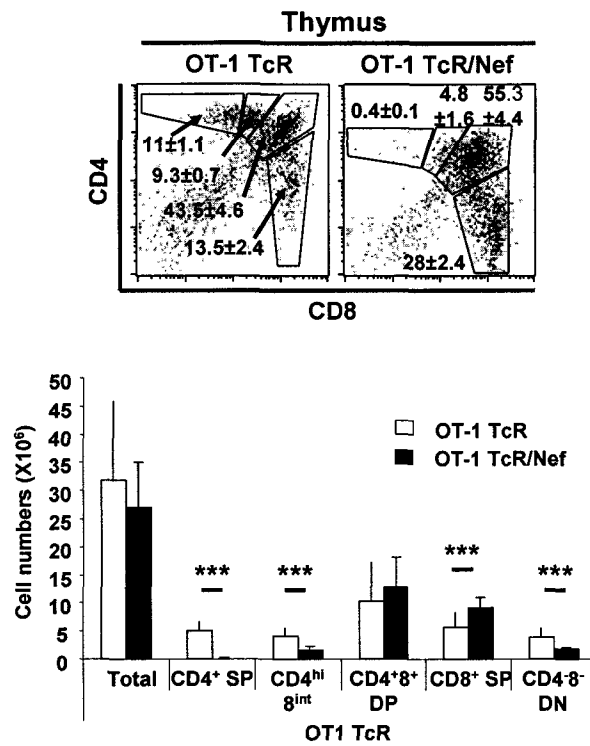 Thymus
OT-1 TcR OT-1 TcR/Nef
CD4
11±1.1
9.3±0.7
43.5±4.6
13.5±2.4
0.4±0.1
4.8 55.3
±1.6 ±4.4
28±2.4
CD8
Cell numbers (X10⁶)
50
45
40
35
30
25
20
15
10
5
0
OT-1 TcR
OT-1 TcR/Nef
*** *** *** ***
Total CD4⁺ SP CD4ʰⁱ CD4⁺8⁺ CD8⁺ SP CD4⁻8⁻
8ⁱⁿᵗ DP DN
OT1 TcR